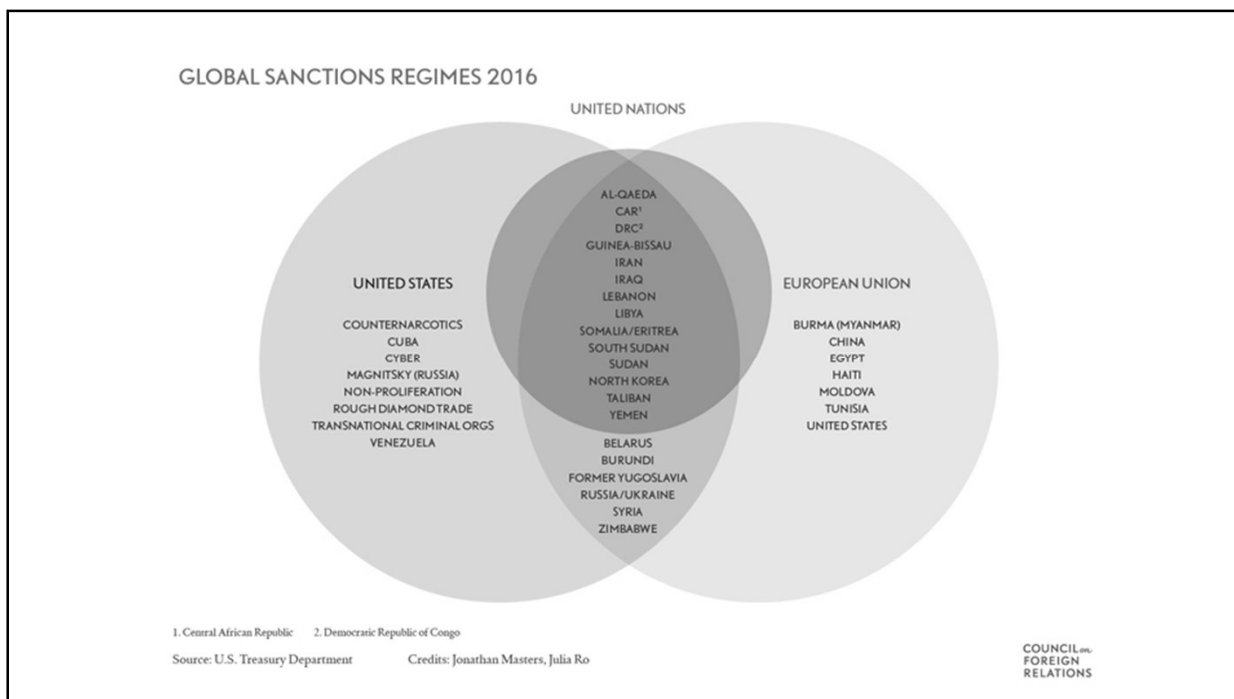 GLOBAL SANCTIONS REGIMES 2016
UNITED NATIONS
UNITED STATES
COUNTERNARCOTICS
CUBA
CYBER
MAGNITSKY (RUSSIA)
NON-PROLIFERATION
ROUGH DIAMOND TRADE
TRANSNATIONAL CRIMINAL ORGS
VENEZUELA
AL-QAEDA
CAR¹
DRC²
GUINEA-BISSAU
IRAN
IRAQ
LEBANON
LIBYA
SOMALIA/ERITREA
SOUTH SUDAN
SUDAN
NORTH KOREA
TALIBAN
YEMEN
BELARUS
BURUNDI
FORMER YUGOSLAVIA
RUSSIA/UKRAINE
SYRIA
ZIMBABWE
EUROPEAN UNION
BURMA (MYANMAR)
CHINA
EGYPT
HAITI
MOLDOVA
TUNISIA
UNITED STATES
1. Central African Republic 2. Democratic Republic of Congo
Source: U.S. Treasury Department Credits: Jonathan Masters, Julia Ro
COUNCIL on
FOREIGN
RELATIONS